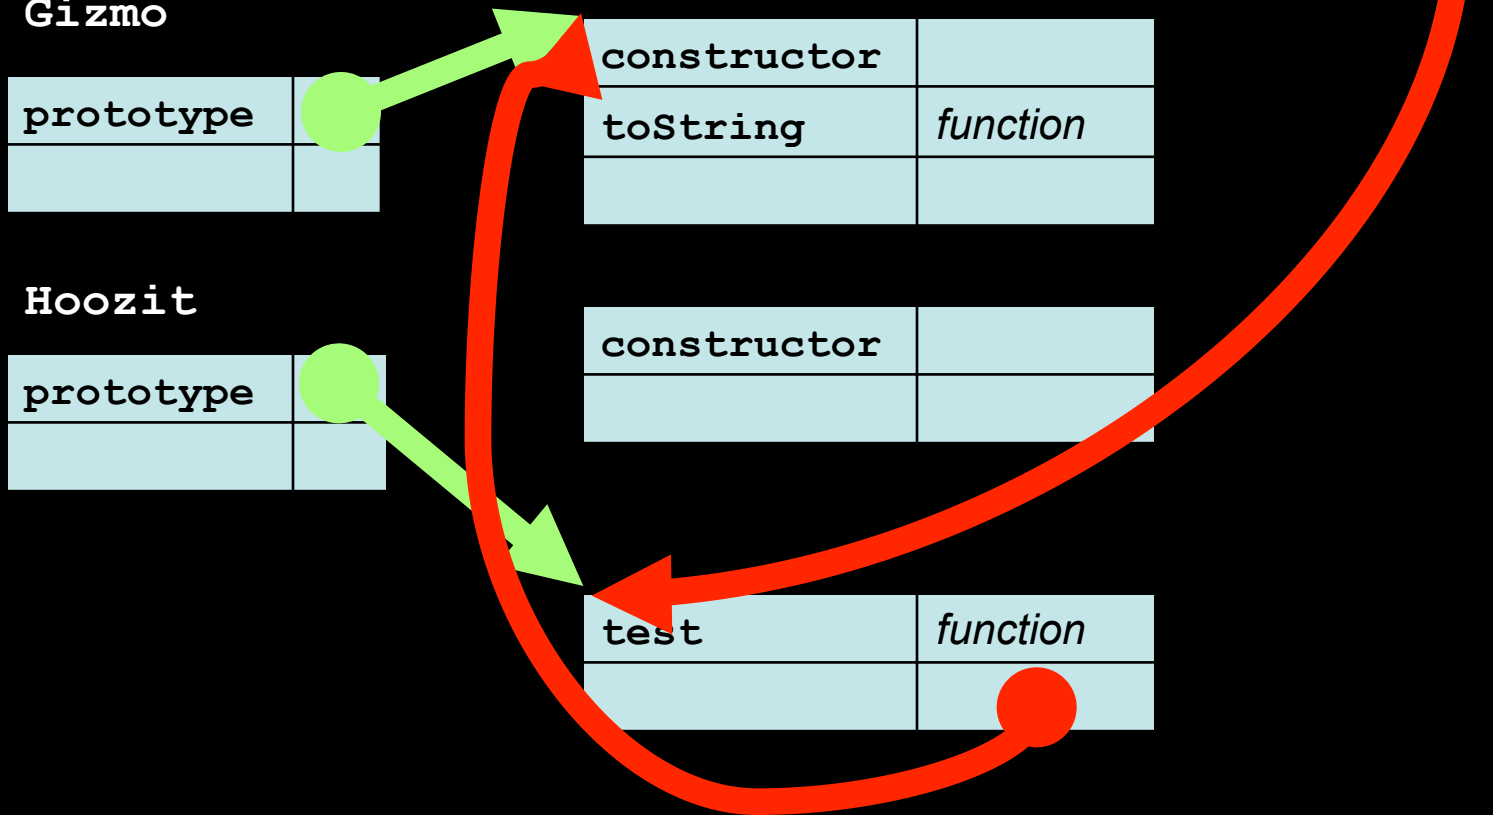 Gizmo
constructor
prototype
toString function
Hoozit
constructor
prototype
test function